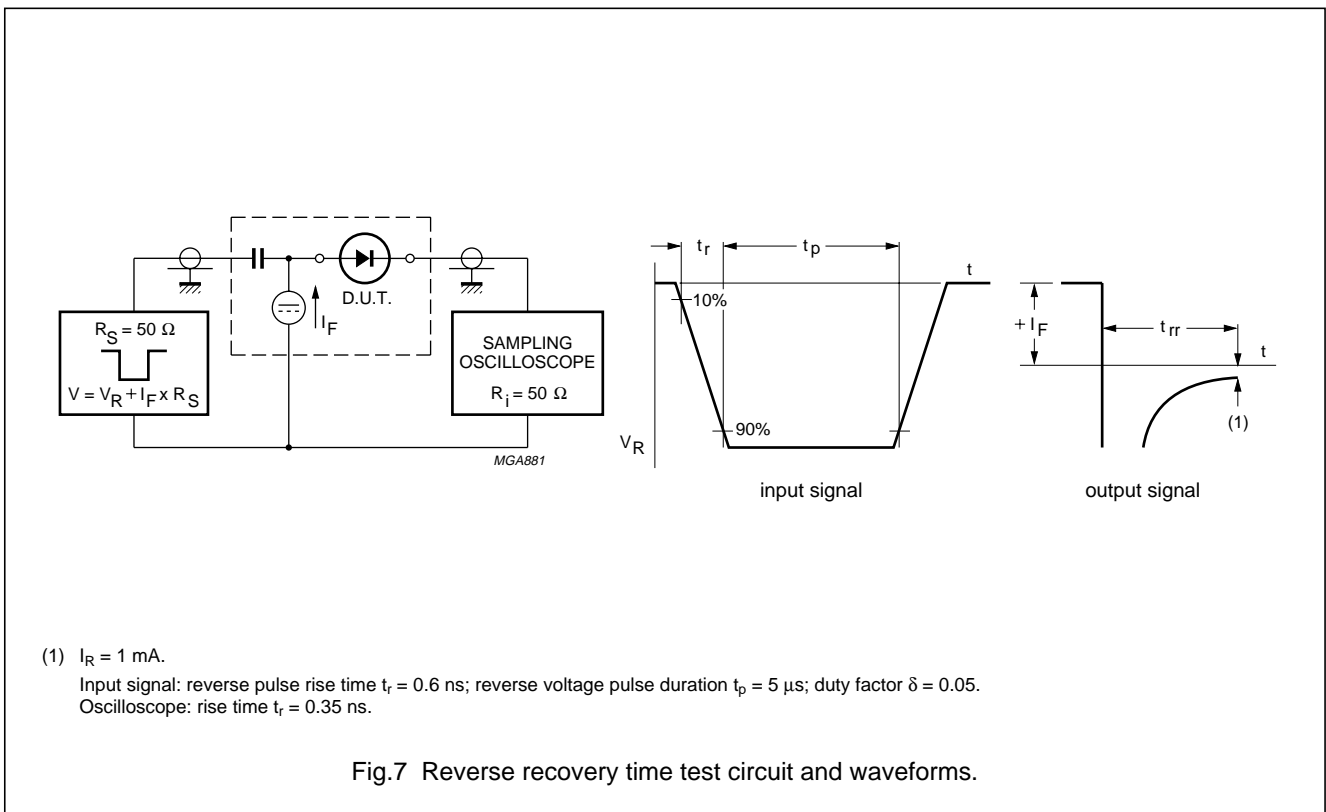 R_S = 50 Ω
V = V_R + I_F x R_S
I_F
D.U.T.
SAMPLING
OSCILLOSCOPE
R_i = 50 Ω
MGA881
t_r
t_p
t
10%
90%
V_R
input signal
+ I_F
t_rr
t
(1)
output signal
(1) I_R = 1 mA.
Input signal: reverse pulse rise time t_r = 0.6 ns; reverse voltage pulse duration t_p = 5 µs; duty factor δ = 0.05.
Oscilloscope: rise time t_r = 0.35 ns.
Fig.7 Reverse recovery time test circuit and waveforms.